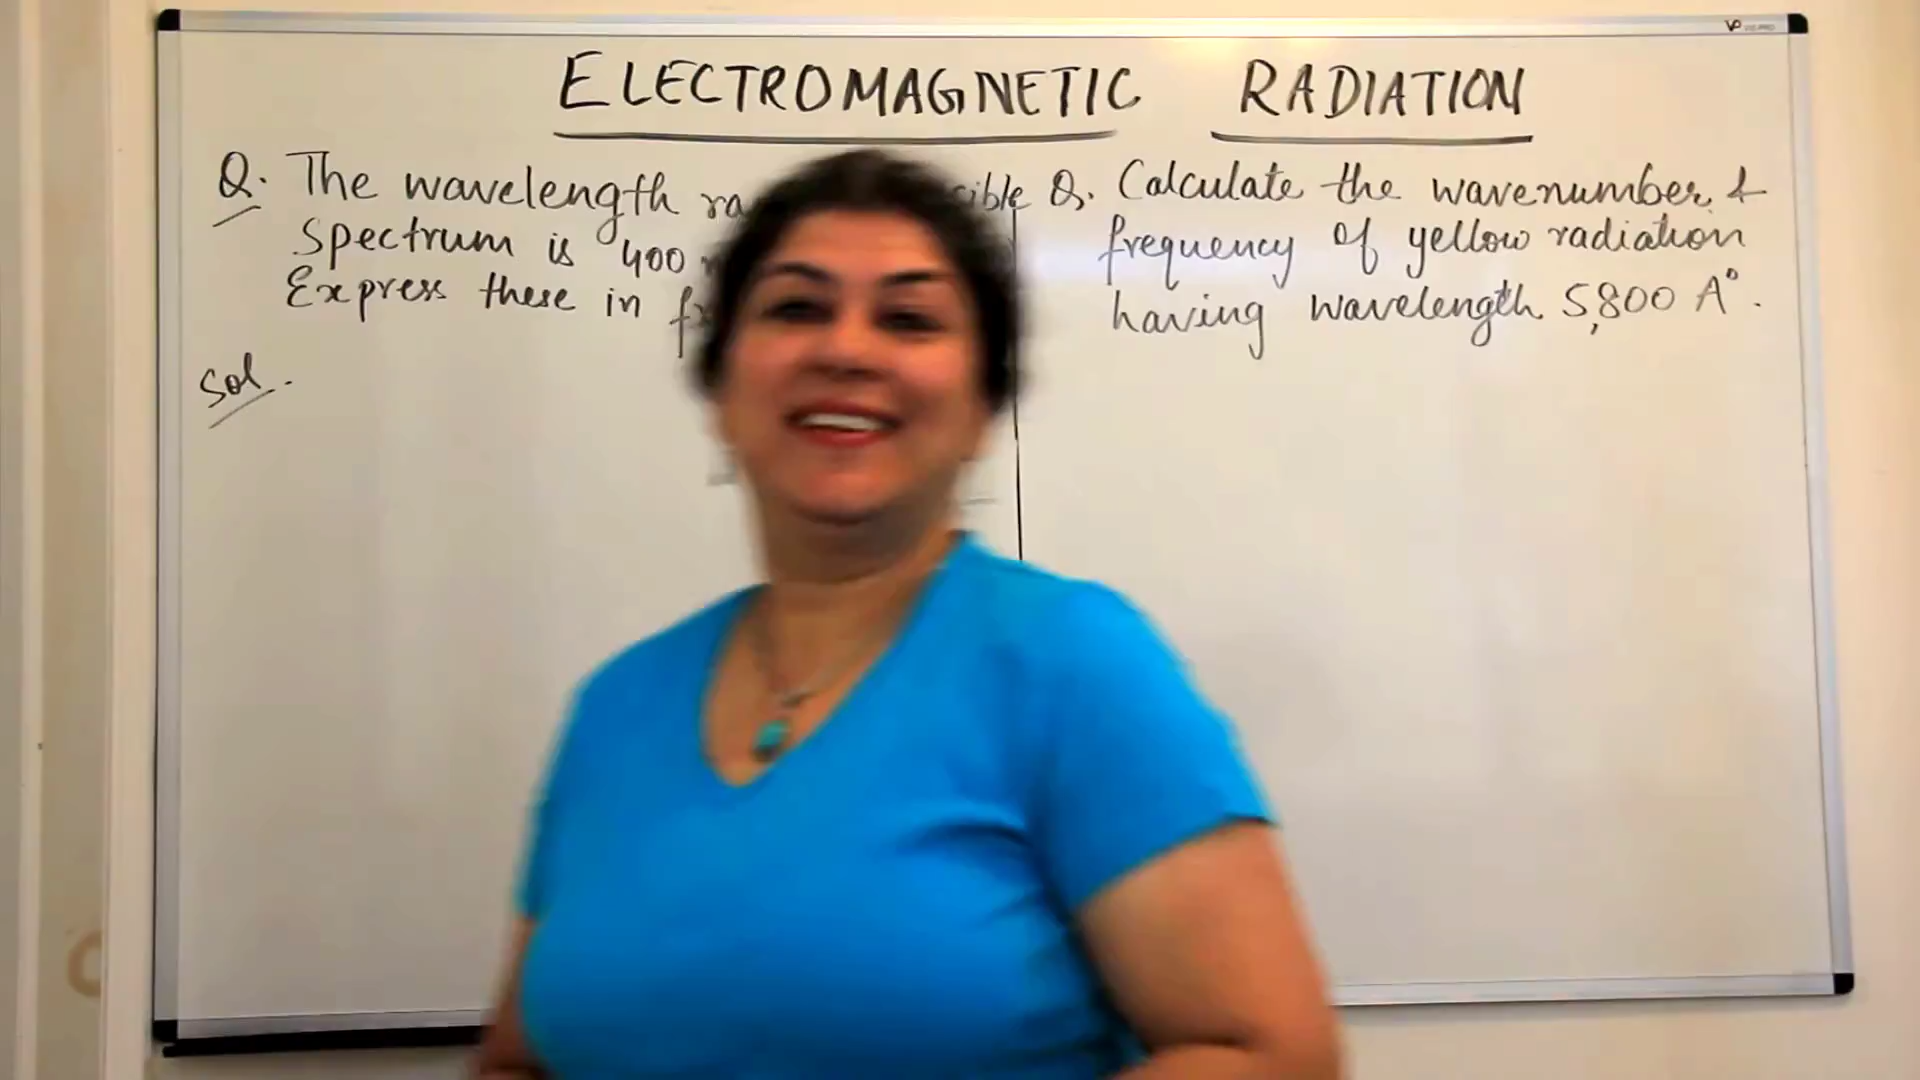 ELECTROMAGNETIC RADIATION
Q. The wavelength
Spectrum is 400
Express these in
Sol.
Q. Calculate the wavenumber &
frequency of yellow radiation
having wavelength 5,800 A°.